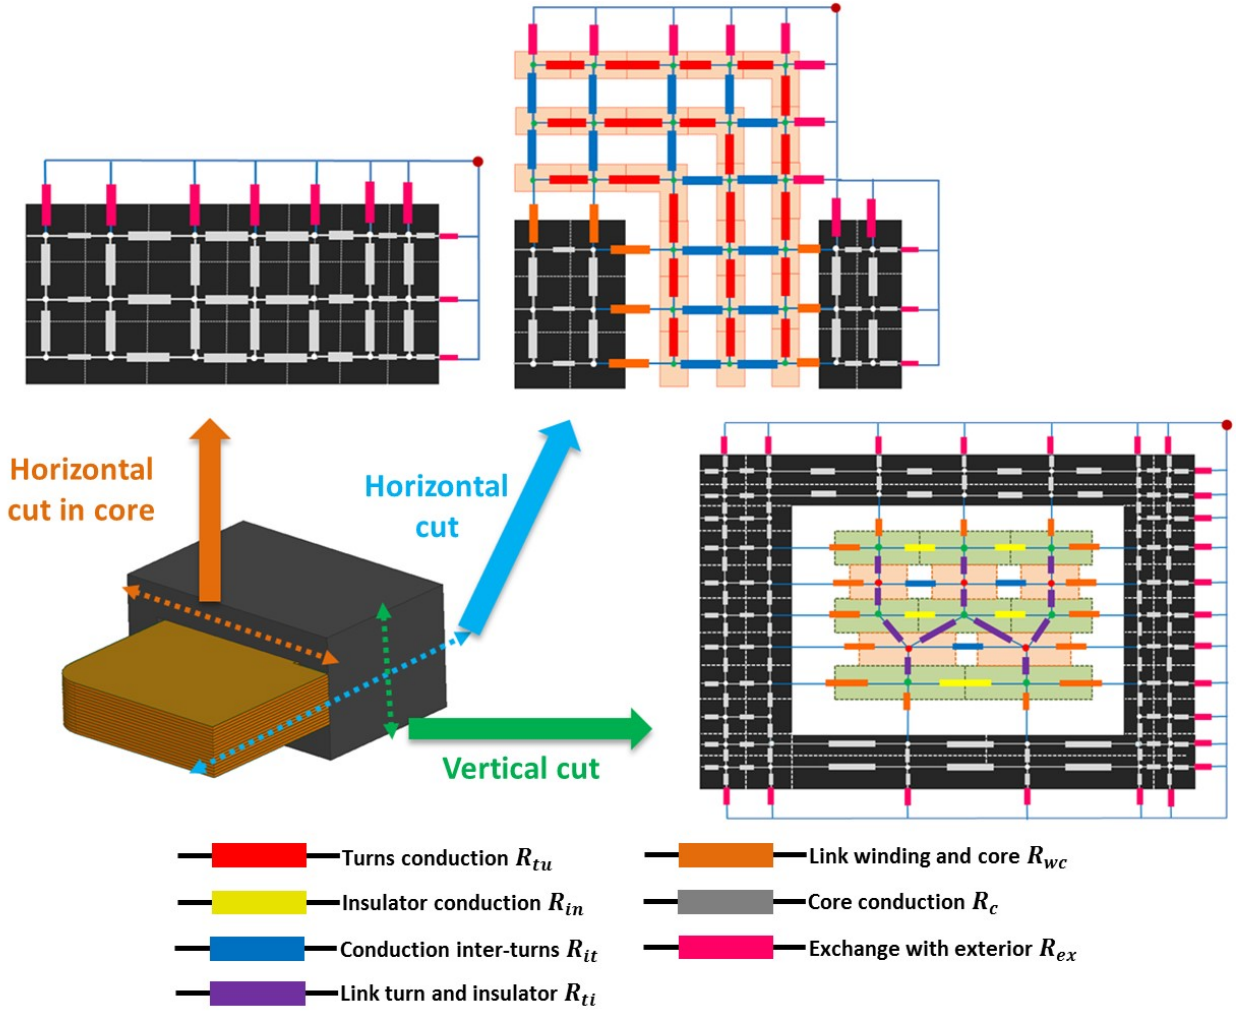 Horizontal
cut in core
Horizontal
cut
Vertical cut
Turns conduction R_tu
Link winding and core R_wc
Insulator conduction R_in
Core conduction R_c
Conduction inter-turns R_it
Exchange with exterior R_ex
Link turn and insulator R_ti